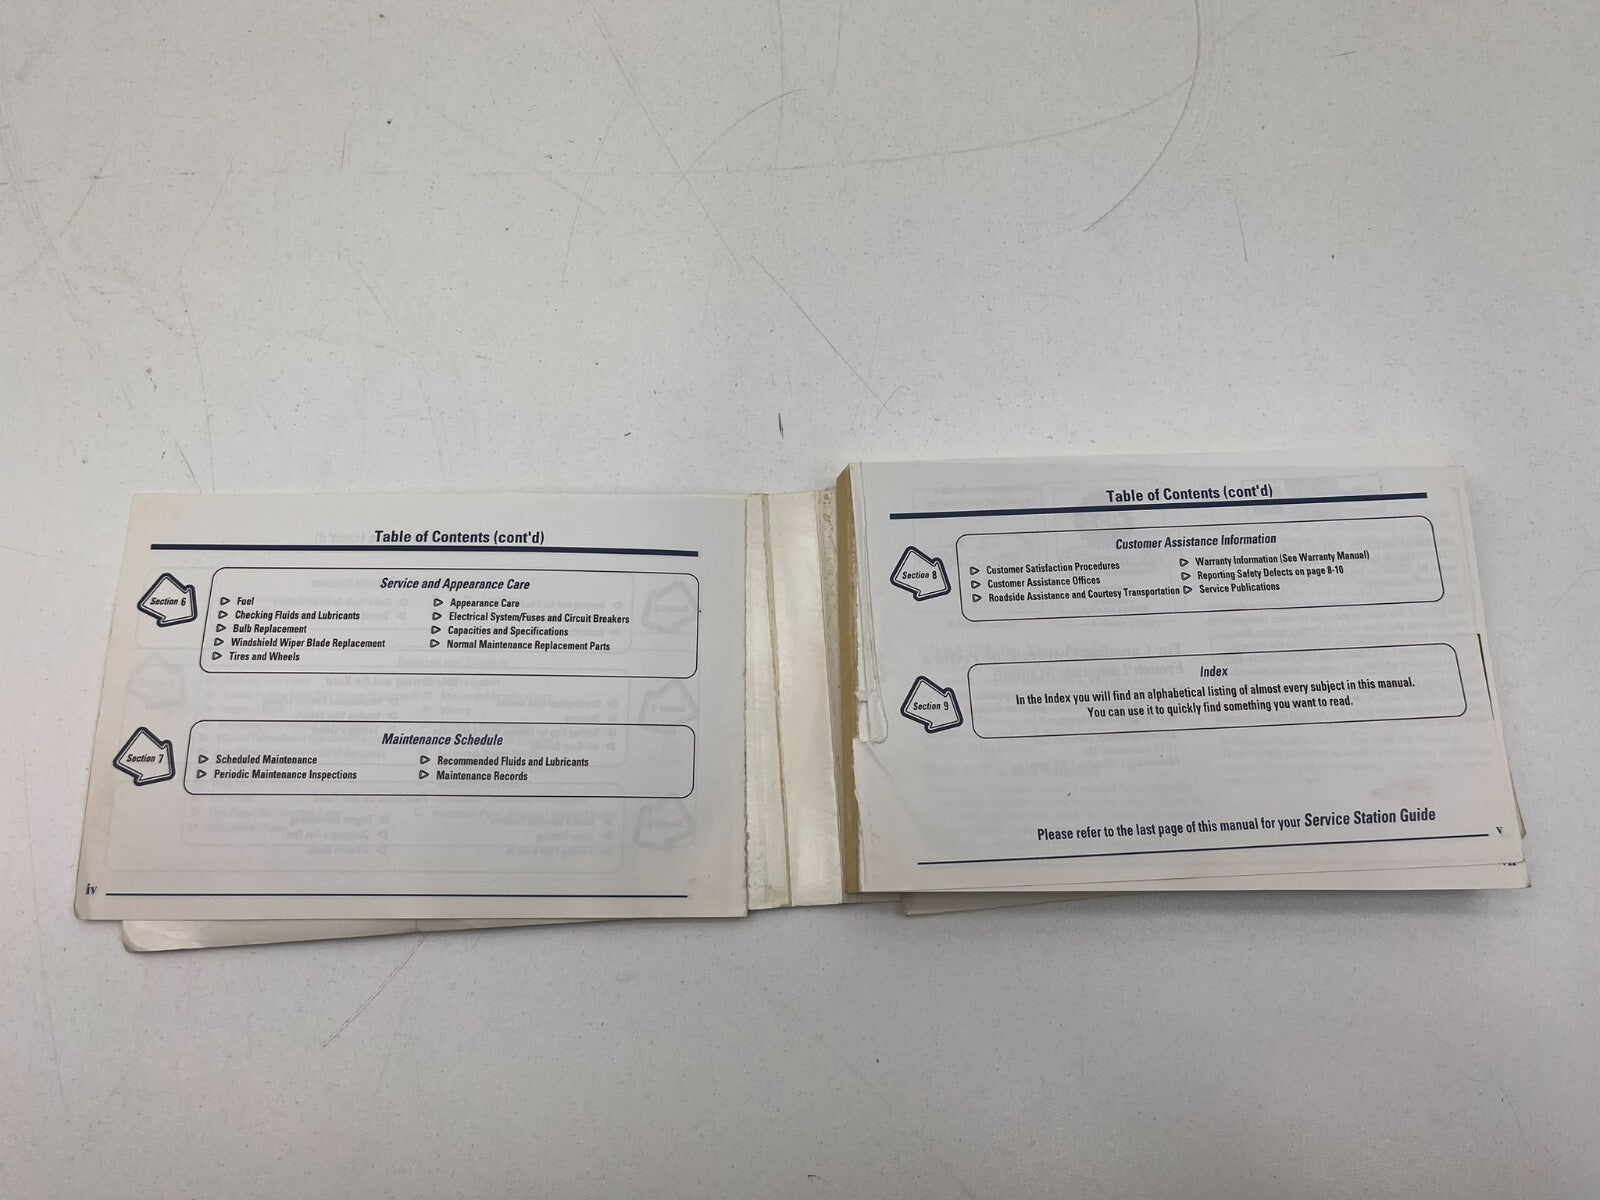 Table of Contents (cont'd)
Section 6
Service and Appearance Care
Fuel
Checking Fluids and Lubricants
Bulb Replacement
Windshield Wiper Blade Replacement
Tires and Wheels
Appearance Care
Electrical System/Fuses and Circuit Breakers
Capacities and Specifications
Normal Maintenance Replacement Parts
Section 7
Maintenance Schedule
Scheduled Maintenance
Periodic Maintenance Inspections
Recommended Fluids and Lubricants
Maintenance Records
iv
Table of Contents (cont'd)
Section 8
Customer Assistance Information
Customer Satisfaction Procedures
Customer Assistance Offices
Roadside Assistance and Courtesy Transportation
Warranty Information (See Warranty Manual)
Reporting Safety Defects on page 8-10
Service Publications
Section 9
Index
In the Index you will find an alphabetical listing of almost every subject in this manual.
You can use it to quickly find something you want to read.
Please refer to the last page of this manual for your Service Station Guide
v